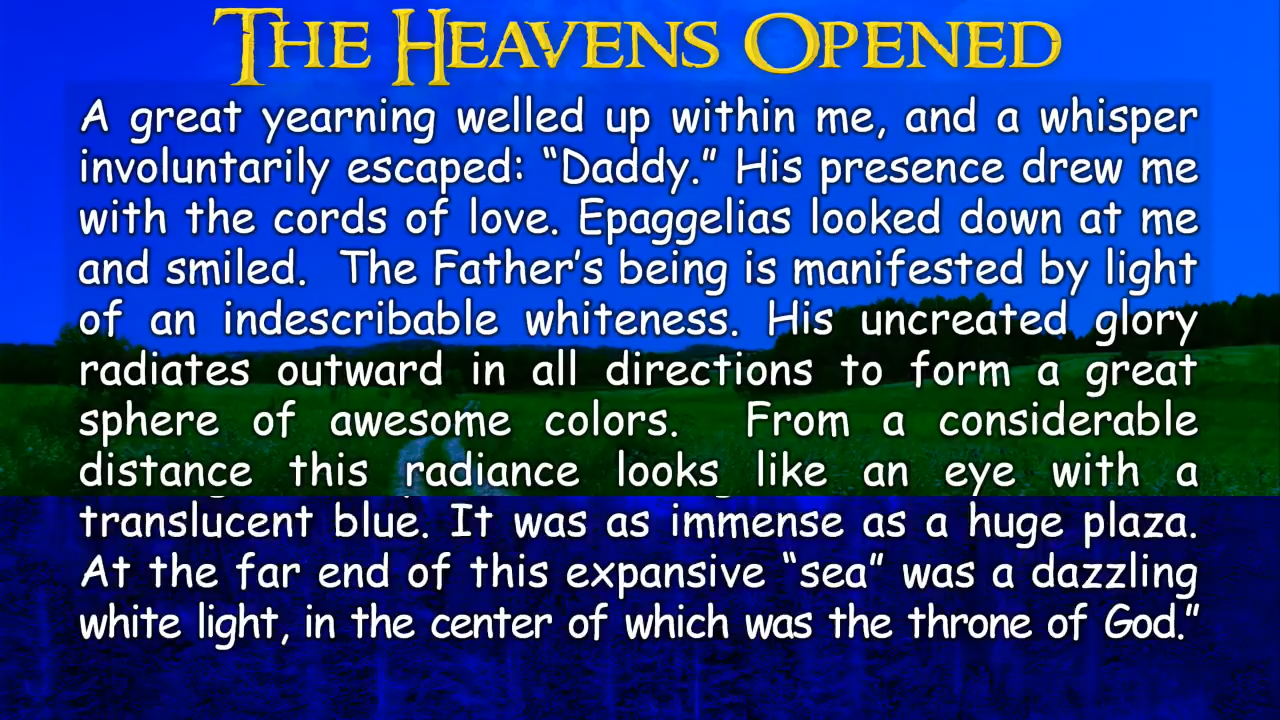 THE HEAVENS OPENED
A great yearning welled up within me, and a whisper
involuntarily escaped: “Daddy.” His presence drew me
with the cords of love. Epaggelias looked down at me
and smiled.  The Father’s being is manifested by light
of an indescribable whiteness. His uncreated glory
radiates outward in all directions to form a great
sphere of awesome colors.  From a considerable
distance this radiance looks like an eye with a
translucent blue. It was as immense as a huge plaza.
At the far end of this expansive “sea” was a dazzling
white light, in the center of which was the throne of God.”